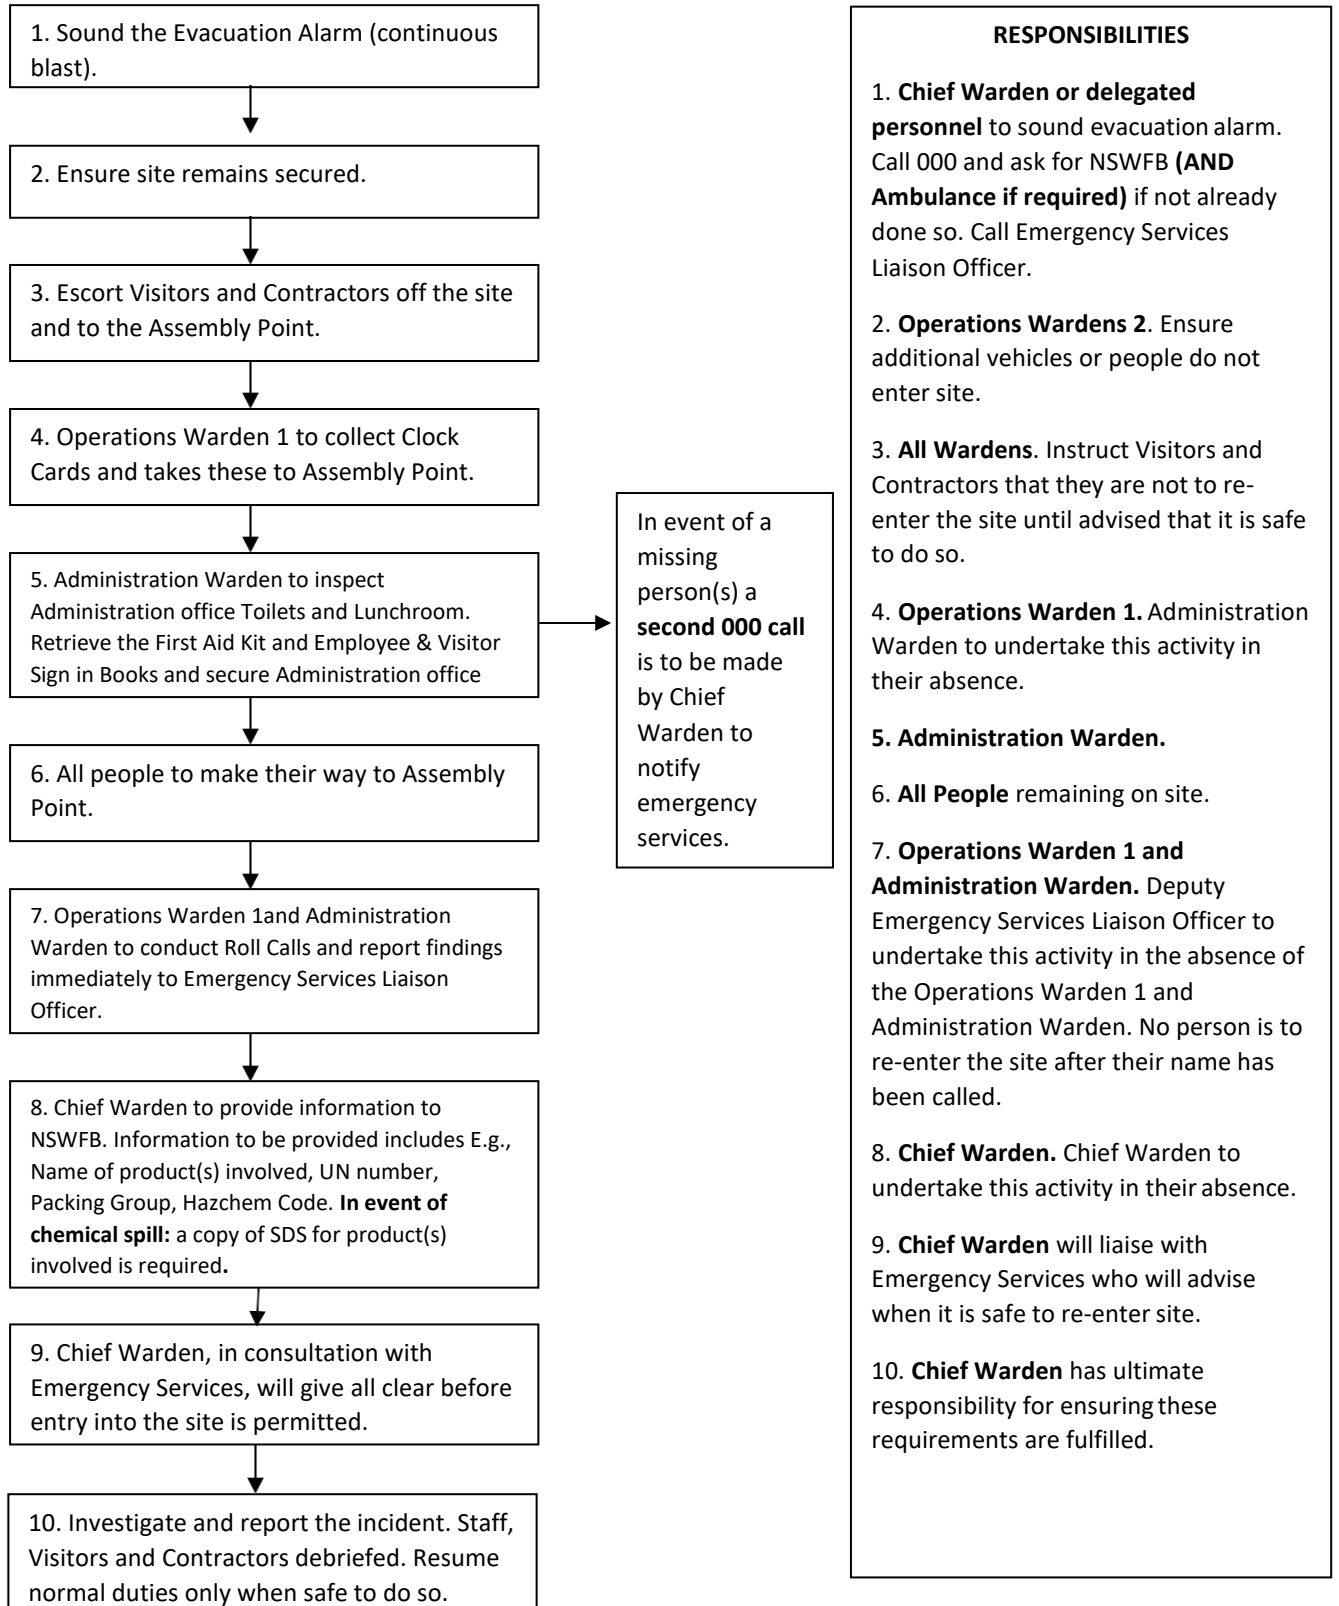 1. Sound the Evacuation Alarm (continuous
blast).
2. Ensure site remains secured.
3. Escort Visitors and Contractors off the site
and to the Assembly Point.
4. Operations Warden 1 to collect Clock
Cards and takes these to Assembly Point.
5. Administration Warden to inspect
Administration office Toilets and Lunchroom.
Retrieve the First Aid Kit and Employee & Visitor
Sign in Books and secure Administration office
In event of a
missing
person(s) a
second 000 call
is to be made
by Chief
Warden to
notify
emergency
services.
6. All people to make their way to Assembly
Point.
7. Operations Warden 1and Administration
Warden to conduct Roll Calls and report findings
immediately to Emergency Services Liaison
Officer.
8. Chief Warden to provide information to
NSWFB. Information to be provided includes E.g.,
Name of product(s) involved, UN number,
Packing Group, Hazchem Code. In event of
chemical spill: a copy of SDS for product(s)
involved is required.
9. Chief Warden, in consultation with
Emergency Services, will give all clear before
entry into the site is permitted.
10. Investigate and report the incident. Staff,
Visitors and Contractors debriefed. Resume
normal duties only when safe to do so.
RESPONSIBILITIES
1. Chief Warden or delegated
personnel to sound evacuation alarm.
Call 000 and ask for NSWFB (AND
Ambulance if required) if not already
done so. Call Emergency Services
Liaison Officer.
2. Operations Wardens 2. Ensure
additional vehicles or people do not
enter site.
3. All Wardens. Instruct Visitors and
Contractors that they are not to re-
enter the site until advised that it is safe
to do so.
4. Operations Warden 1. Administration
Warden to undertake this activity in
their absence.
5. Administration Warden.
6. All People remaining on site.
7. Operations Warden 1 and
Administration Warden. Deputy
Emergency Services Liaison Officer to
undertake this activity in the absence of
the Operations Warden 1 and
Administration Warden. No person is to
re-enter the site after their name has
been called.
8. Chief Warden. Chief Warden to
undertake this activity in their absence.
9. Chief Warden will liaise with
Emergency Services who will advise
when it is safe to re-enter site.
10. Chief Warden has ultimate
responsibility for ensuring these
requirements are fulfilled.